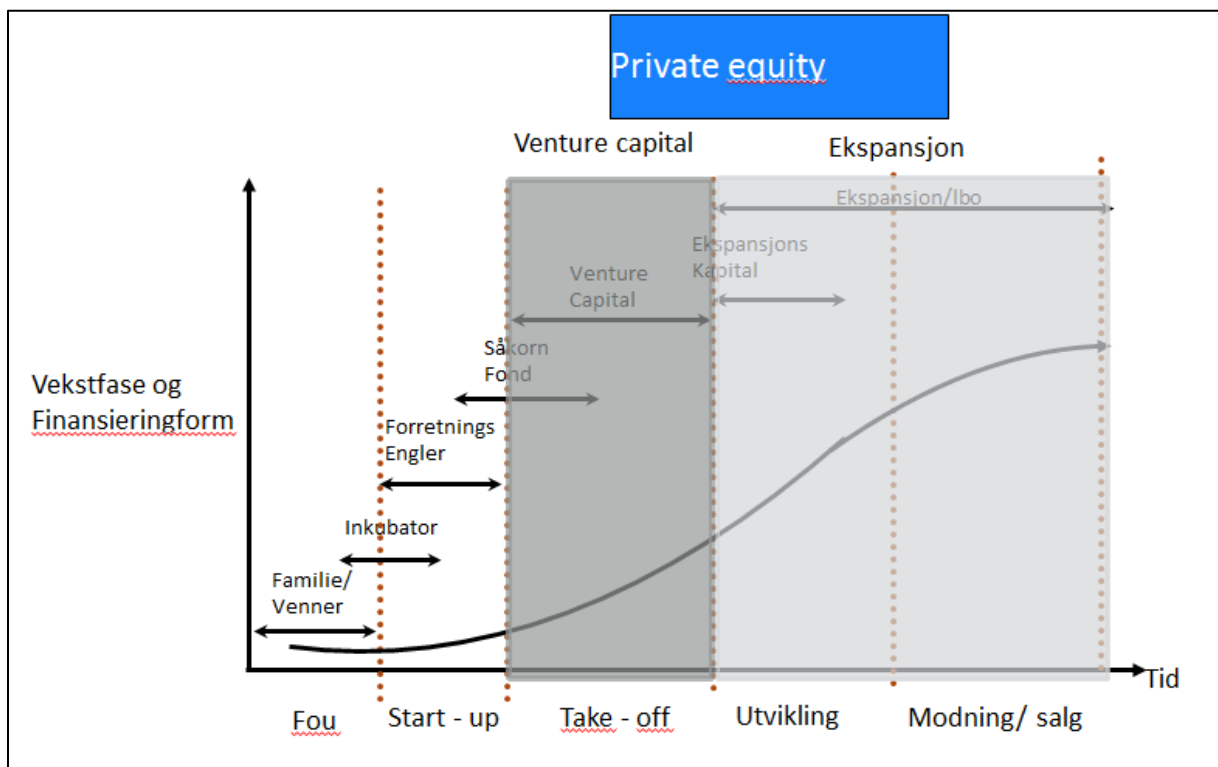 Private equity
Venture capital
Ekspansjon
Ekspansjon/lbo
Ekspansjons
Kapital
Venture
Capital
Såkorn
Fond
Vekstfase og
Finansieringform
Forretnings
Engler
Inkubator
Familie/
Venner
Tid
Fou
Start - up
Take - off
Utvikling
Modning/ salg